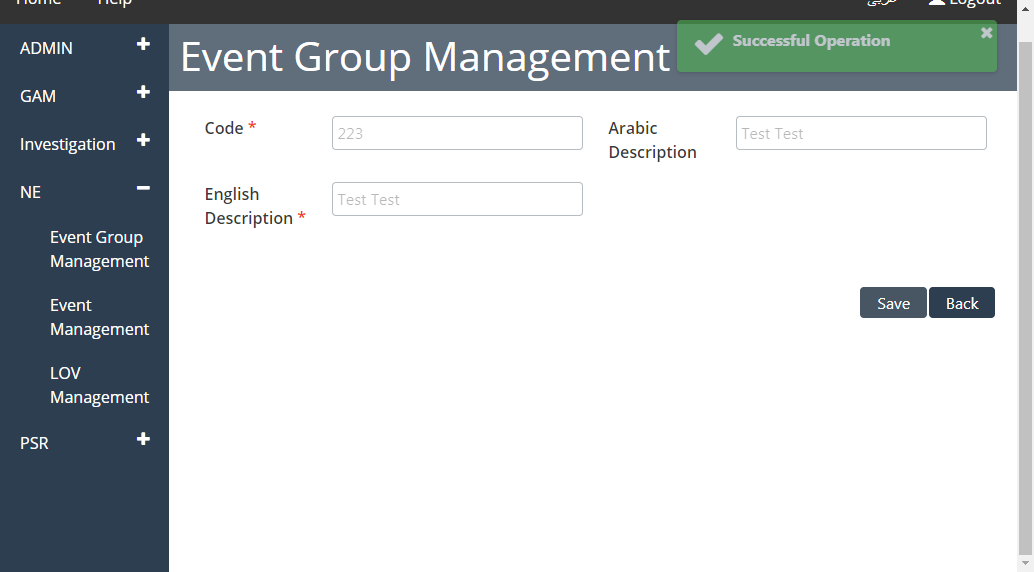 Home Help عربي Logout
ADMIN
GAM
Investigation
NE
Event Group
Management
Event
Management
LOV
Management
PSR
Event Group Management
Successful Operation
Code *
223
Arabic
Description
Test Test
English
Description *
Test Test
Save Back